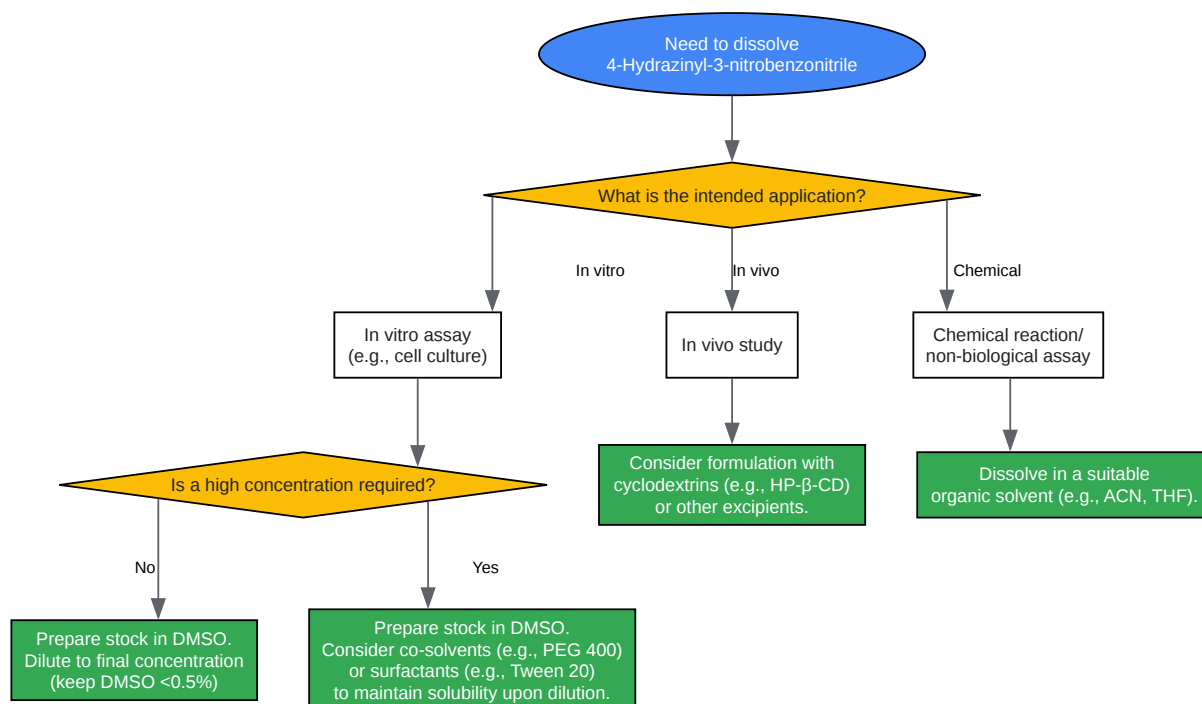 Need to dissolve
4-Hydrazinyl-3-nitrobenzonitrile
What is the intended application?
In vitro
In vivo
Chemical
In vitro assay
(e.g., cell culture)
In vivo study
Chemical reaction/
non-biological assay
Is a high concentration required?
Consider formulation with
cyclodextrins (e.g., HP-β-CD)
or other excipients.
Dissolve in a suitable
organic solvent (e.g., ACN, THF).
No
Yes
Prepare stock in DMSO.
Dilute to final concentration
(keep DMSO <0.5%)
Prepare stock in DMSO.
Consider co-solvents (e.g., PEG 400)
or surfactants (e.g., Tween 20)
to maintain solubility upon dilution.